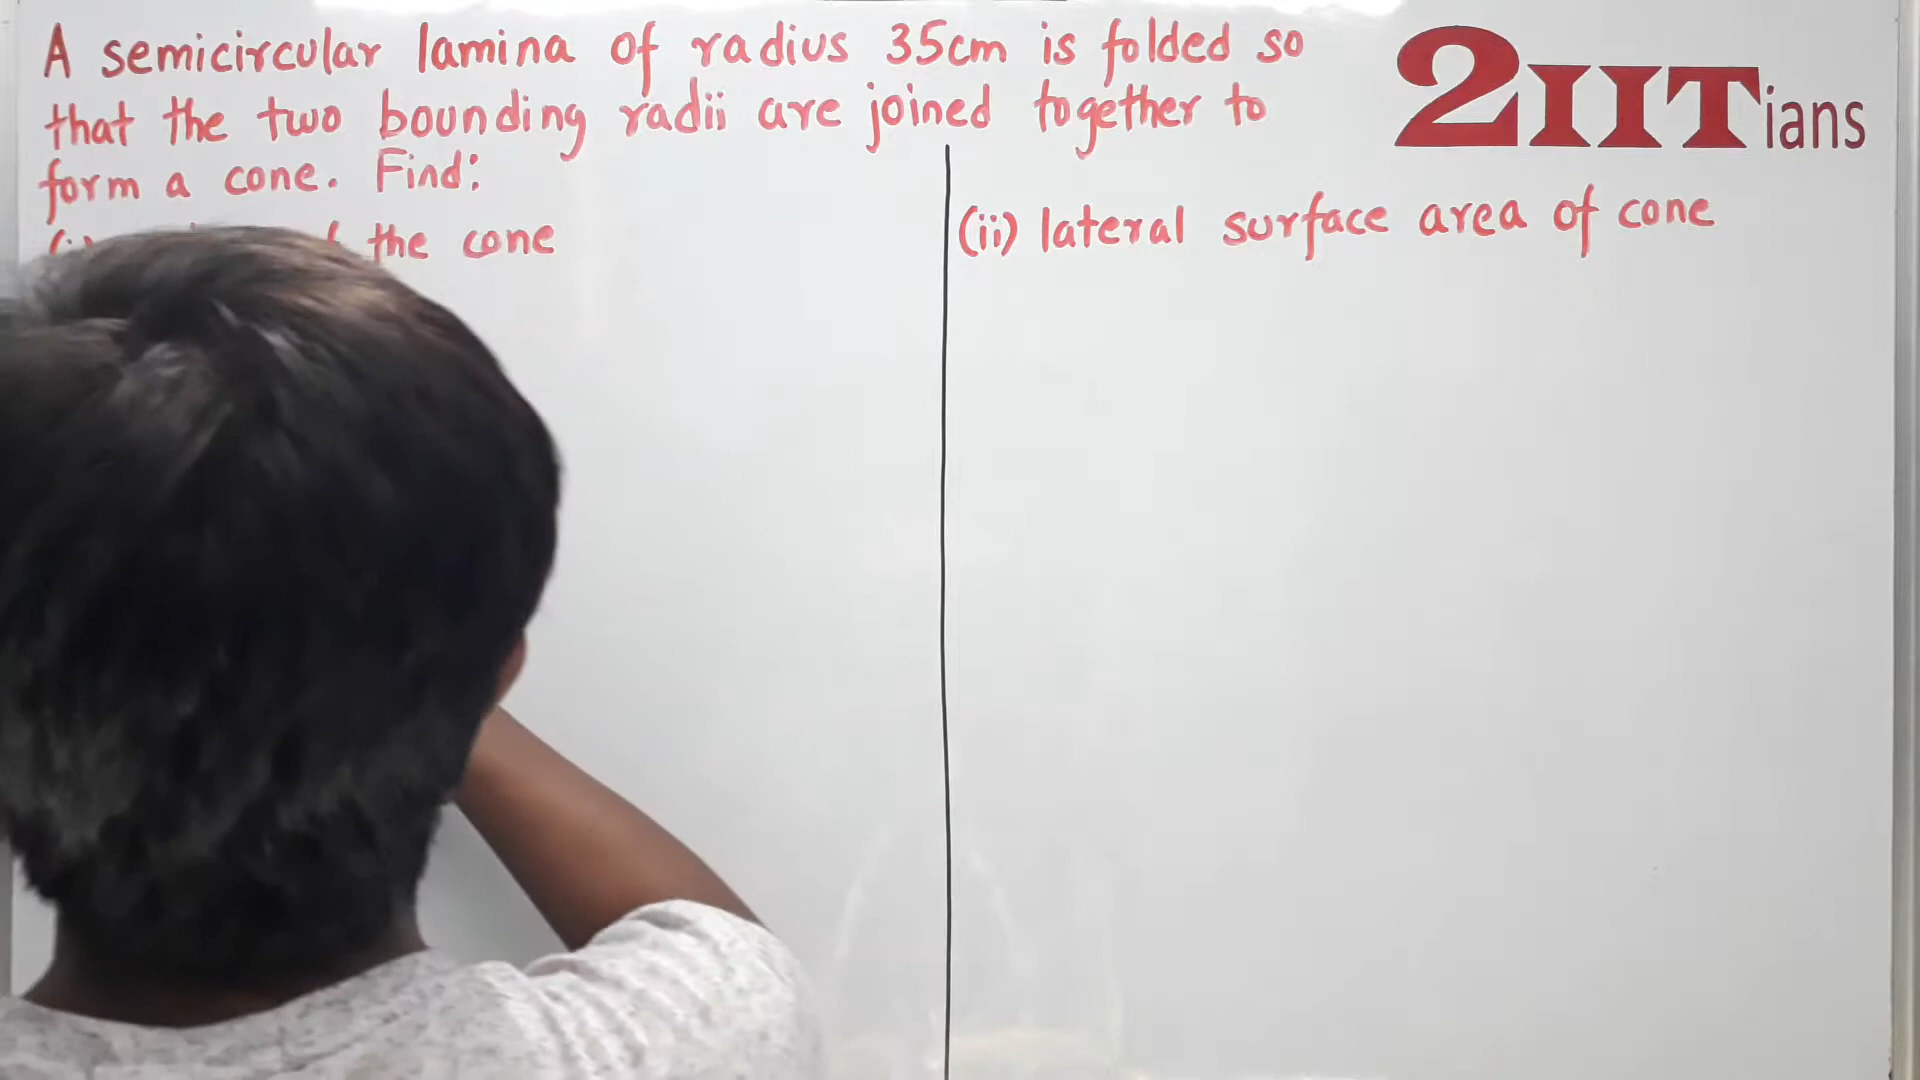 A semicircular lamina of radius 35cm is folded so
that the two bounding radii are joined together to
form a cone. Find:
the cone
2IITians
(ii) lateral surface area of cone